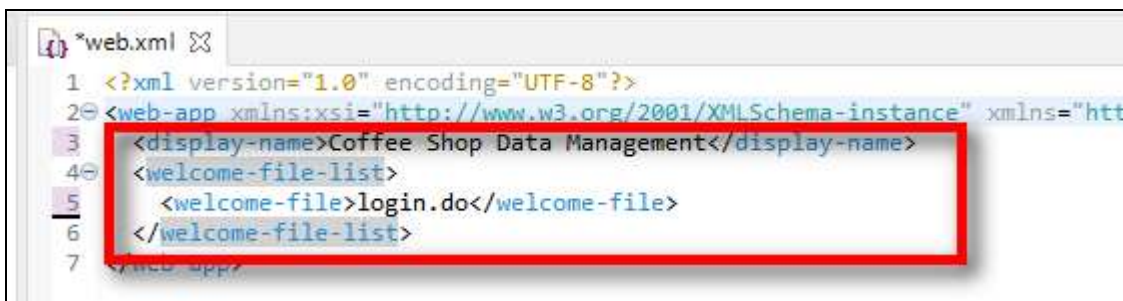 *web.xml
1 <?xml version="1.0" encoding="UTF-8"?>
2 <web-app xmlns:xsi="http://www.w3.org/2001/XMLSchema-instance" xmlns="htt
3 <display-name>Coffee Shop Data Management</display-name>
4 <welcome-file-list>
5 <welcome-file>login.do</welcome-file>
6 </welcome-file-list>
7 </web-app>